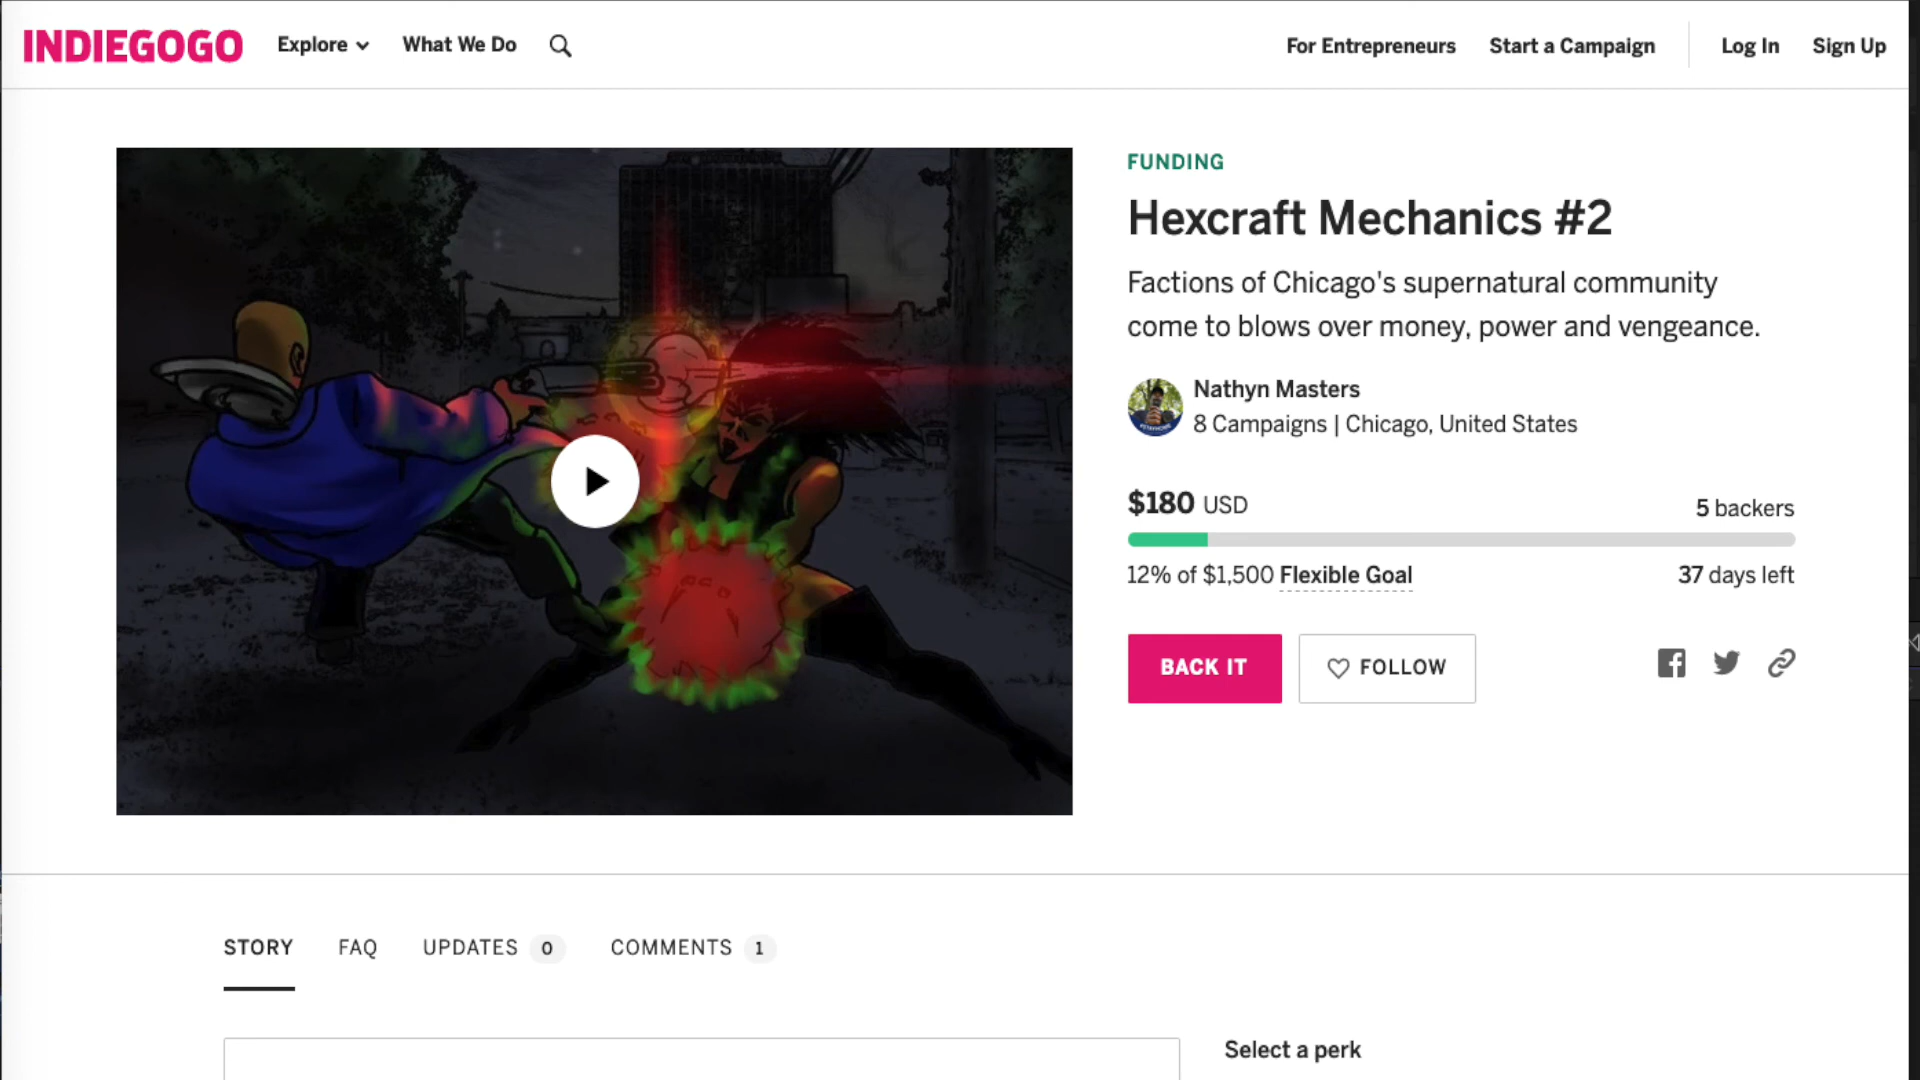 INDIEGOGO
Explore
What We Do
For Entrepreneurs
Start a Campaign
Log In
Sign Up
FUNDING
Hexcraft Mechanics #2
Factions of Chicago's supernatural community
come to blows over money, power and vengeance.
Nathyn Masters
8 Campaigns | Chicago, United States
$180 USD
5 backers
12% of $1,500 Flexible Goal
37 days left
BACK IT
FOLLOW
STORY
FAQ
UPDATES 0
COMMENTS 1
Select a perk